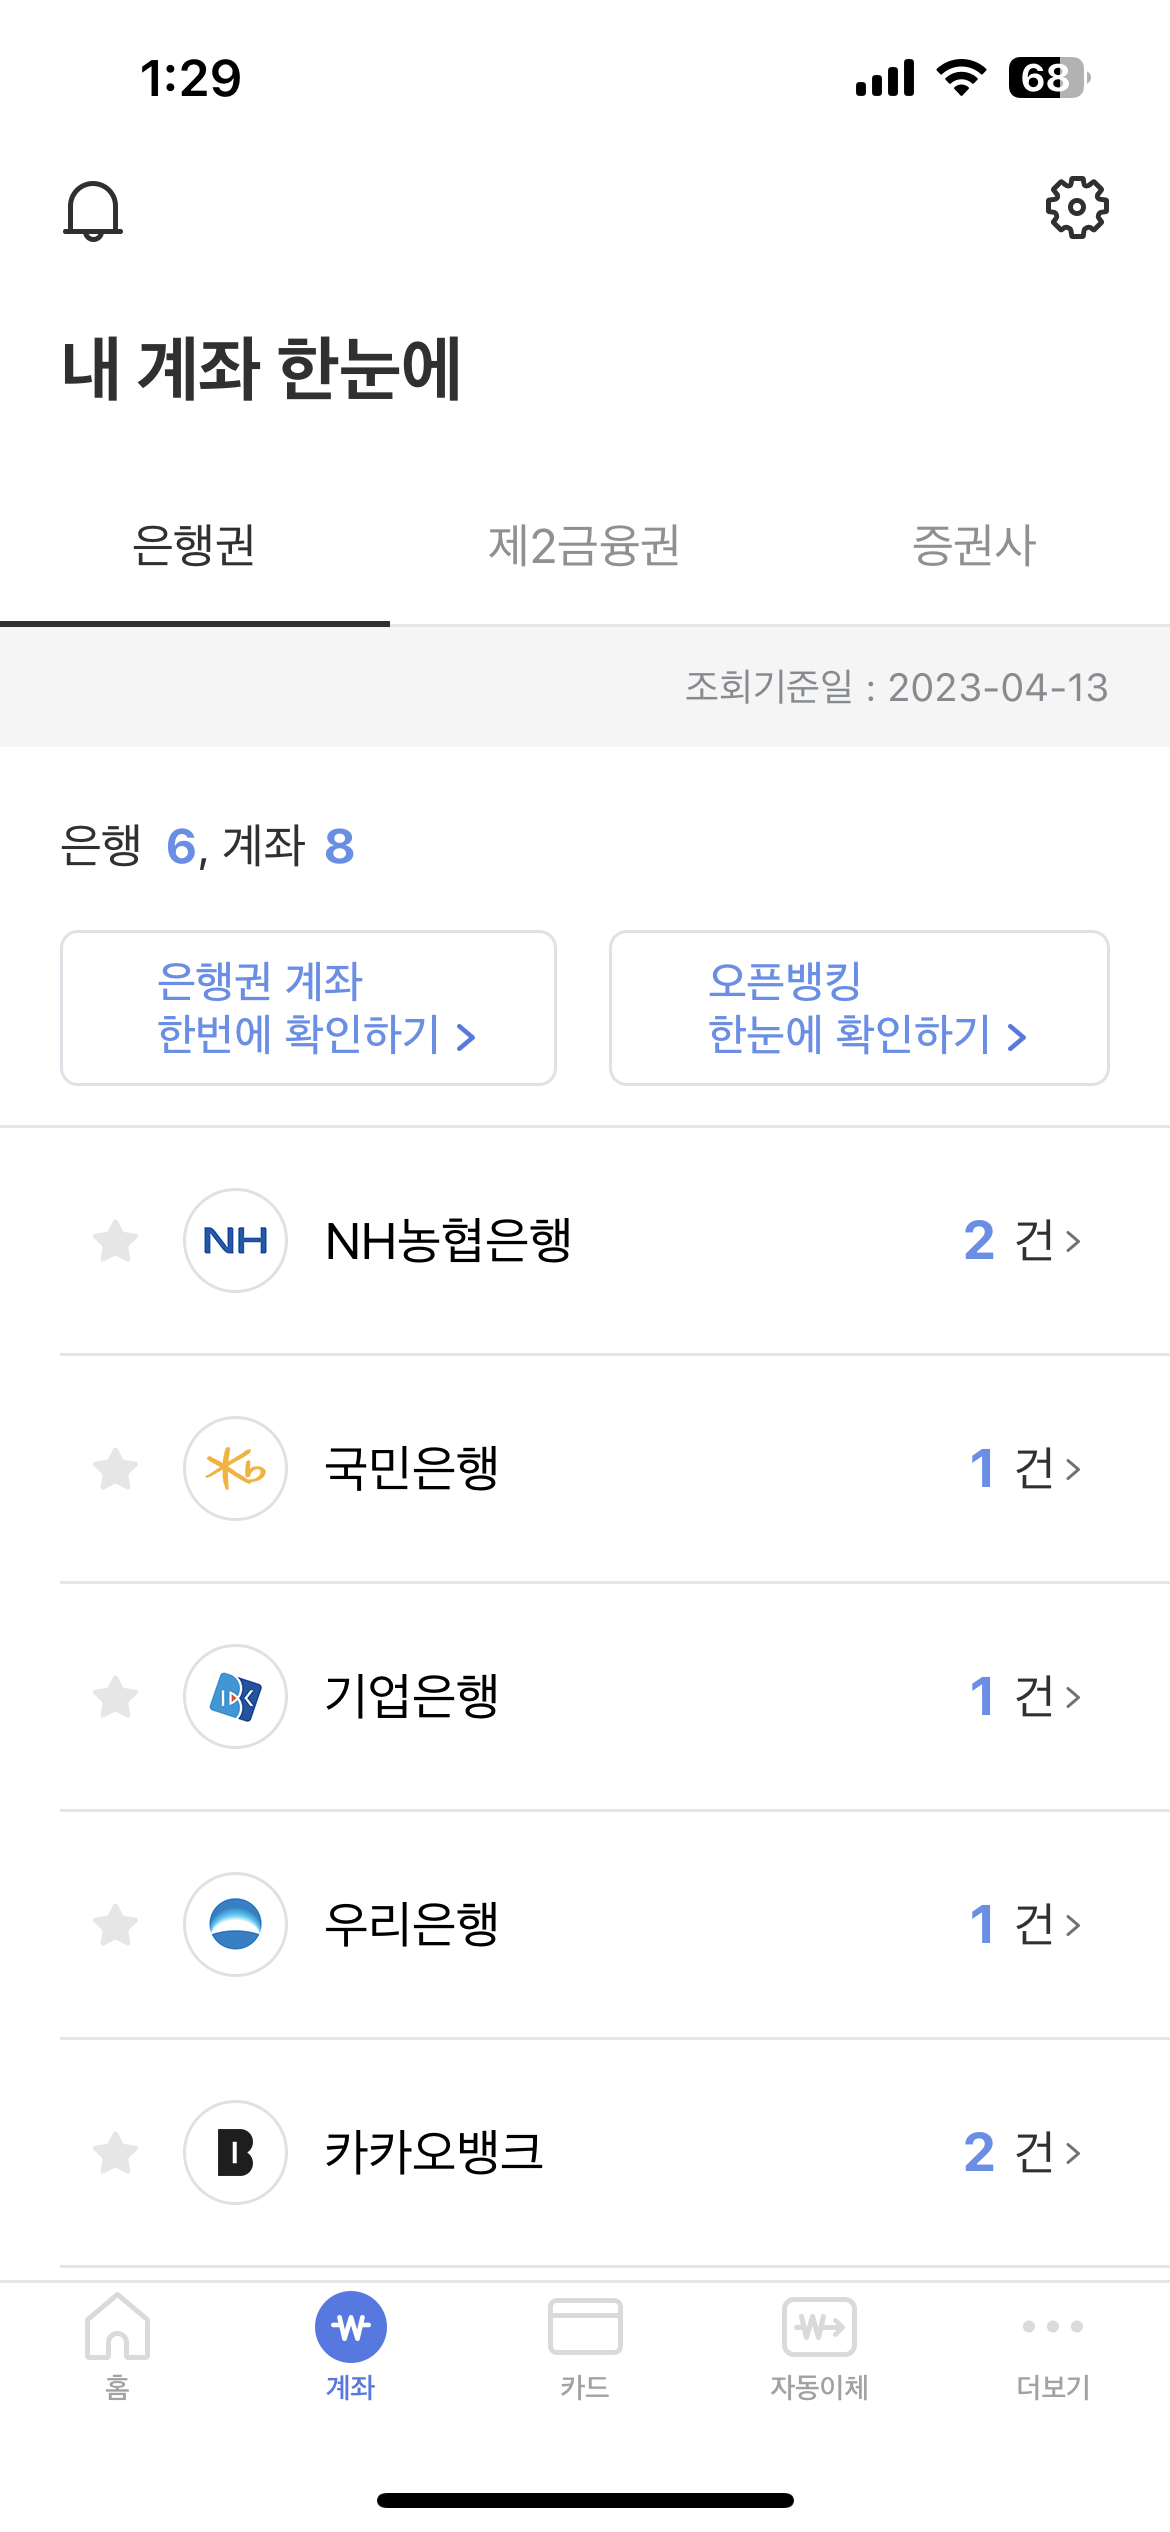 1:29
68
내 계좌 한눈에
은행권
제2금융권
증권사
조회기준일 : 2023-04-13
은행 6, 계좌 8
은행권 계좌
한번에 확인하기 >
오픈뱅킹
한눈에 확인하기 >
NH NH농협은행 2 건 >
Kb 국민은행 1 건 >
IBK 기업은행 1 건 >
우리은행 1 건 >
B 카카오뱅크 2 건 >
홈
계좌
카드
자동이체
더보기